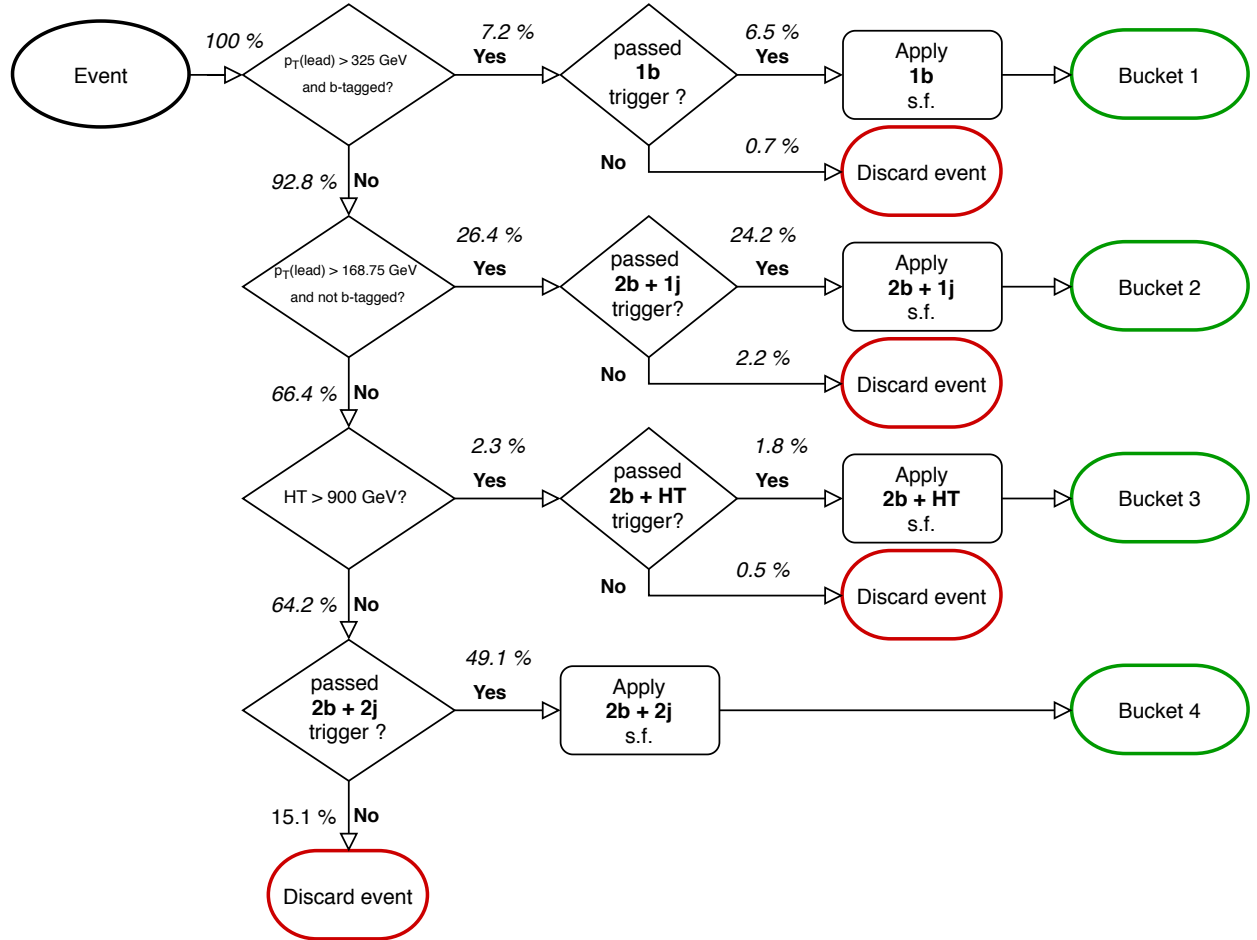 Event
100 %
p_T(lead) > 325 GeV
and b-tagged?
7.2 %
Yes
passed
1b
trigger ?
6.5 %
Yes
Apply
1b
s.f.
Bucket 1
No
0.7 %
Discard event
92.8 %
No
p_T(lead) > 168.75 GeV
and not b-tagged?
26.4 %
Yes
passed
2b + 1j
trigger?
24.2 %
Yes
Apply
2b + 1j
s.f.
Bucket 2
No
2.2 %
Discard event
66.4 %
No
HT > 900 GeV?
2.3 %
Yes
passed
2b + HT
trigger?
1.8 %
Yes
Apply
2b + HT
s.f.
Bucket 3
No
0.5 %
Discard event
64.2 %
No
passed
2b + 2j
trigger ?
49.1 %
Yes
Apply
2b + 2j
s.f.
Bucket 4
15.1 %
No
Discard event